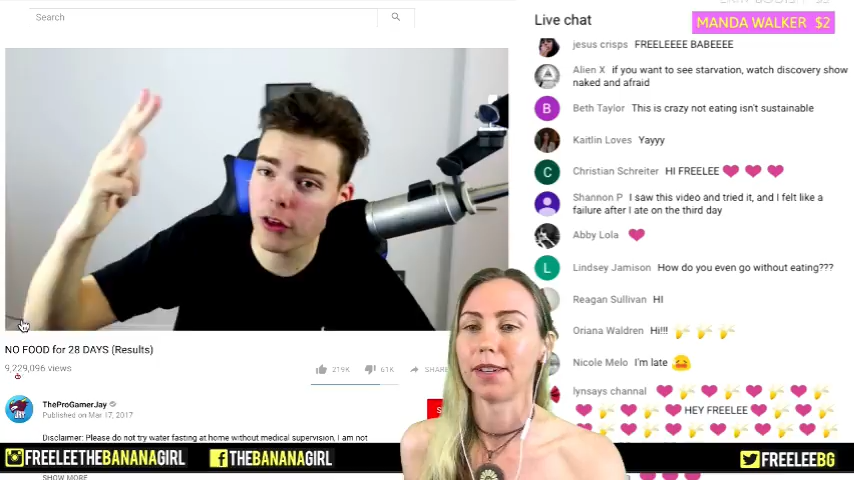 Search
Live chat
MANDA WALKER $2
jesus crisps FREELEEEE BABEEEE
Alien X if you want to see starvation, watch discovery show
naked and afraid
B
Beth Taylor This is crazy not eating isn't sustainable
Kaitlin Loves Yayyy
C
Christian Schreiter HI FREELEE
Shannon P I saw this video and tried it, and I felt like a
failure after I ate on the third day
Abby Lola
L
Lindsey Jamison How do you even go without eating???
Reagan Sullivan HI
Oriana Waldren Hi!!!
Nicole Melo I'm late
lynsays channel
HEY FREELEE
NO FOOD for 28 DAYS (Results)
9,229,096 views
219K
61K
SHARE
JAY
TheProGamerJay
Published on Mar 17, 2017
Disclaimer: Please do not try water fasting at home without medical supervision, I am not
FREELEETHEBANANAGIRL
THEBANANAGIRL
FREELEEBG
SHOW MORE